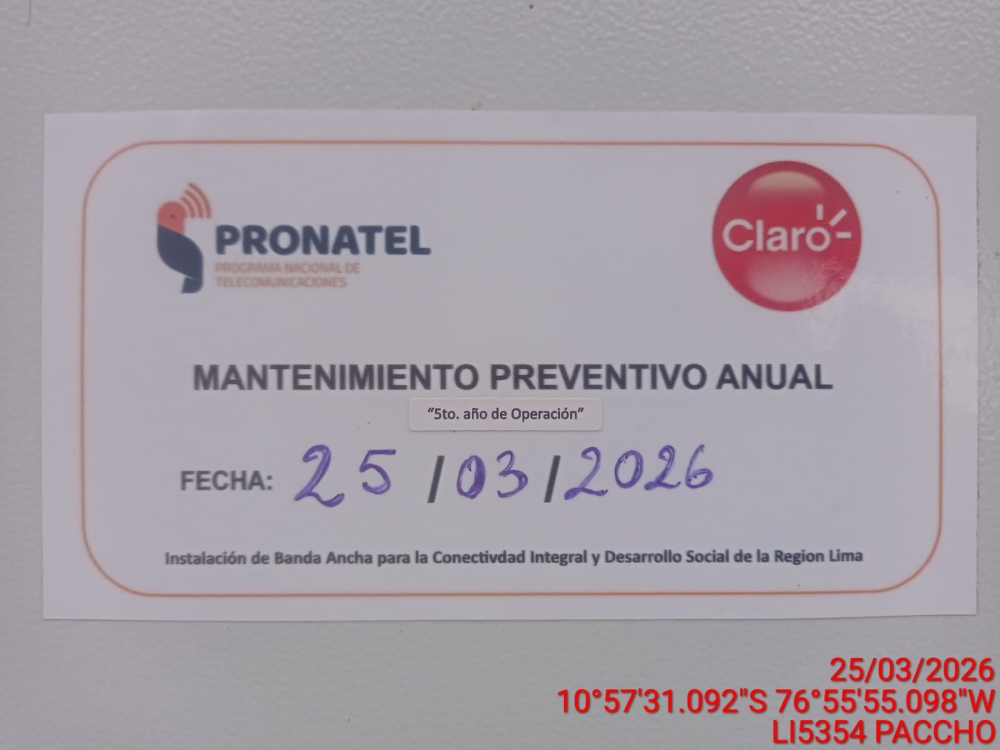 PRONATEL
PROGRAMA NACIONAL DE
TELECOMUNICACIONES
Claro
MANTENIMIENTO PREVENTIVO ANUAL
“5to. año de Operación”
FECHA: 25/03/2026
Instalación de Banda Ancha para la Conectivdad Integral y Desarrollo Social de la Region Lima
25/03/2026
10°57'31.092"S 76°55'55.098"W
LI5354 PACCHO